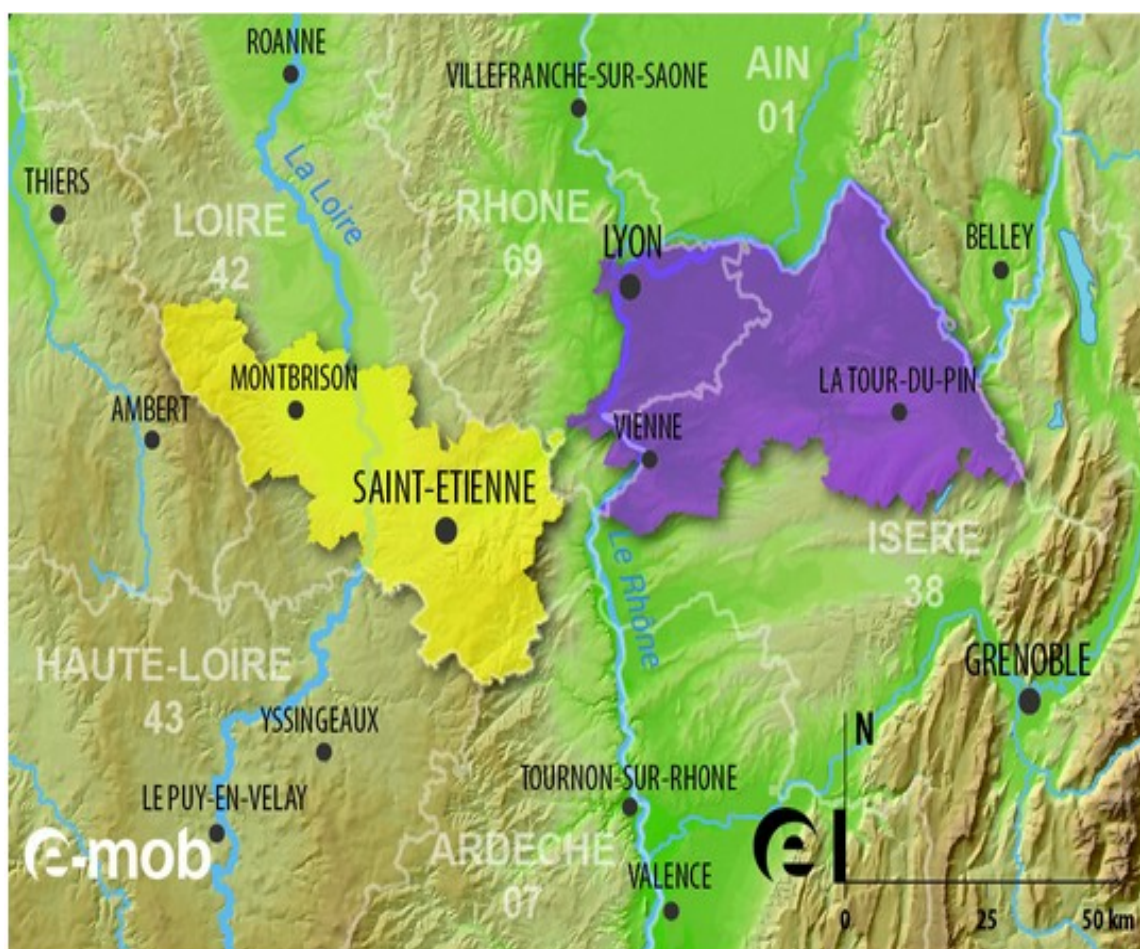 ROANNE
VILLEFRANCHE-SUR-SAONE
AIN
01
THIERS
La Loire
LOIRE
42
RHONE
69
LYON
BELLEY
MONTBRISON
LA TOUR-DU-PIN
AMBERT
VIENNE
SAINT-ETIENNE
ISERE
38
Le Rhône
HAUTE-LOIRE
43
GRENOBLE
YSSINGEAUX
N
TOURNON-SUR-RHONE
LE PUY-EN-VELAY
e-mob
ARDECHE
07
VALENCE
e
0 25 50 km